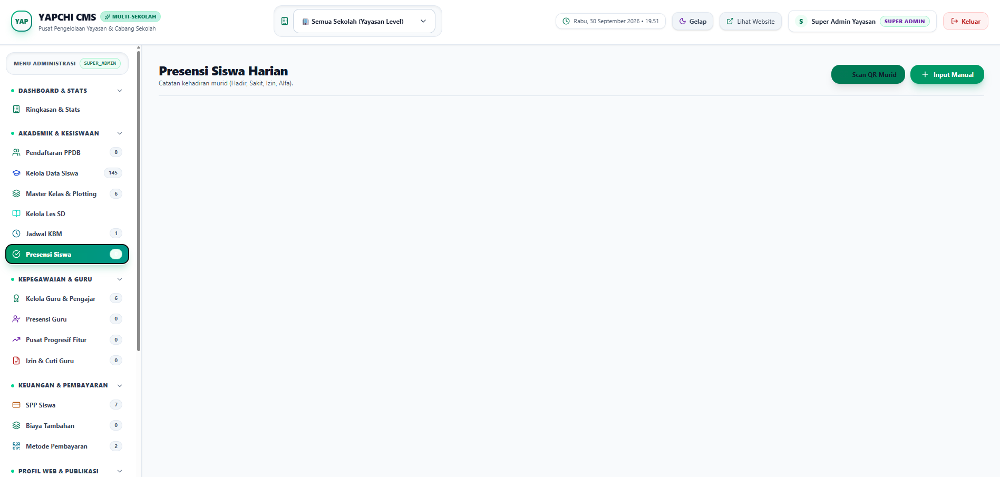 YAP
YAPCHI CMS
MULTI-SEKOLAH
Pusat Pengelolaan Yayasan & Cabang Sekolah
Semua Sekolah (Yayasan Level)
Rabu, 30 September 2026 • 19.51
Gelap
Lihat Website
S
Super Admin Yayasan
SUPER ADMIN
Keluar
MENU ADMINISTRASI
SUPER_ADMIN
DASHBOARD & STATS
Ringkasan & Stats
AKADEMIK & KESISWAAN
Pendaftaran PPDB 8
Kelola Data Siswa 145
Master Kelas & Plotting 6
Kelola Les SD
Jadwal KBM 1
Presensi Siswa
KEPEGAWAIAN & GURU
Kelola Guru & Pengajar 6
Presensi Guru 0
Pusat Progresif Fitur 0
Izin & Cuti Guru 0
KEUANGAN & PEMBAYARAN
SPP Siswa 7
Biaya Tambahan 0
Metode Pembayaran 2
PROFIL WEB & PUBLIKASI
Presensi Siswa Harian
Catatan kehadiran murid (Hadir, Sakit, Izin, Alfa).
Scan QR Murid
Input Manual